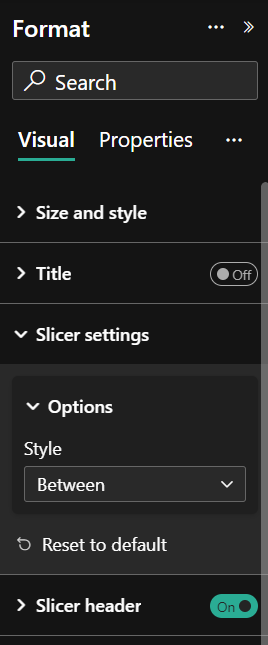 Format
Search
Visual Properties
Size and style
Title Off
Slicer settings
Options
Style
Between
Reset to default
Slicer header On